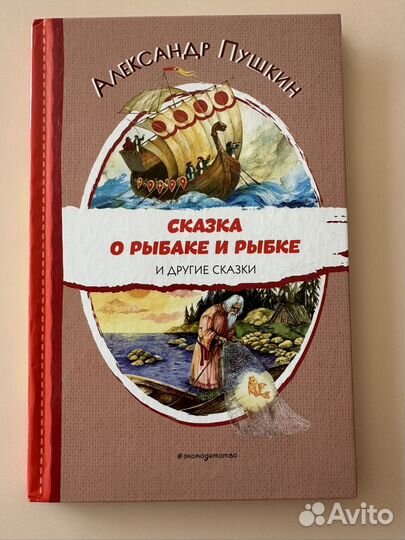 Александр Пушкин
Сказка
о рыбаке и рыбке
и другие сказки
#эксмодетство
Avito